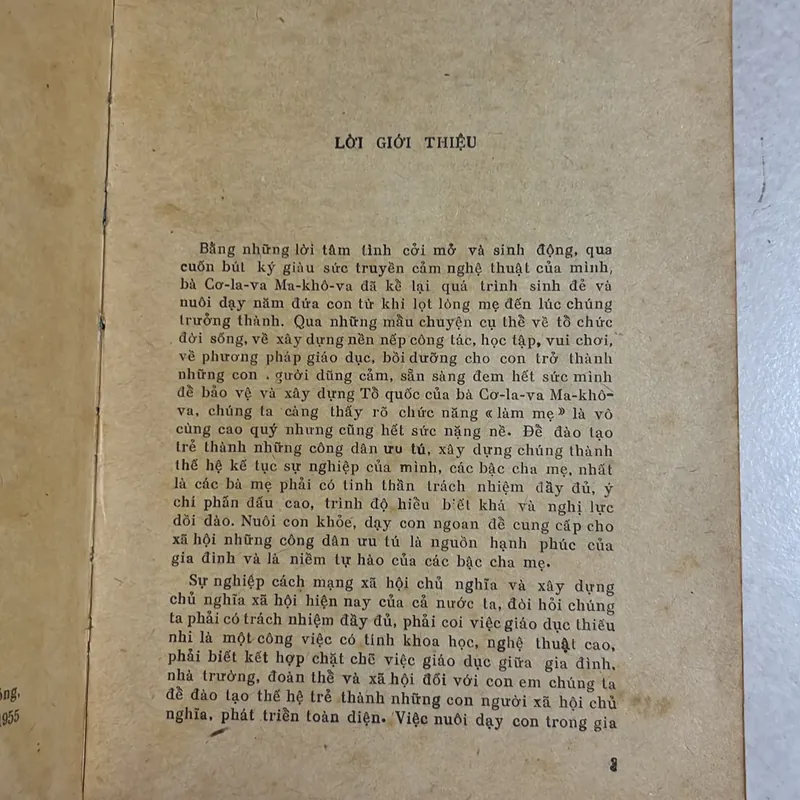 LỜI GIỚI THIỆU
Bằng những lời tâm tình cởi mở và sinh động, qua
cuốn bút ký giàu sức truyền cảm nghệ thuật của mình,
bà Cơ-la-va Ma-khô-va đã kể lại quá trình sinh đẻ và
nuôi dạy năm đứa con từ khi lọt lòng mẹ đến lúc chúng
trưởng thành. Qua những mẩu chuyện cụ thể về tổ chức
đời sống, về xây dựng nền nếp công tác, học tập, vui chơi,
về phương pháp giáo dục, bồi dưỡng cho con trở thành
những con . gười dũng cảm, sẵn sàng đem hết sức mình
để bảo vệ và xây dựng Tổ quốc của bà Cơ-la-va Ma-khô-
va, chúng ta càng thấy rõ chức năng « làm mẹ » là vô
cùng cao quý nhưng cũng hết sức nặng nề. Để đào tạo
trẻ thành những công dân ưu tú, xây dựng chúng thành
thế hệ kế tục sự nghiệp của mình, các bậc cha mẹ, nhất
là các bà mẹ phải có tinh thần trách nhiệm đầy đủ, ý
chí phấn đấu cao, trình độ hiểu biết khá và nghị lực
dồi dào. Nuôi con khỏe, dạy con ngoan để cung cấp cho
xã hội những công dân ưu tú là nguồn hạnh phúc của
gia đình và là niềm tự hào của các bậc cha mẹ.
Sự nghiệp cách mạng xã hội chủ nghĩa và xây dựng
chủ nghĩa xã hội hiện nay của cả nước ta, đòi hỏi chúng
ta phải có trách nhiệm đầy đủ, phải coi việc giáo dục thiếu
nhi là một công việc có tính khoa học, nghệ thuật cao,
phải biết kết hợp chặt chẽ việc giáo dục giữa gia đình,
nhà trường, đoàn thể và xã hội đối với con em chúng ta
để đào tạo thế hệ trẻ thành những con người xã hội chủ
nghĩa, phát triển toàn diện. Việc nuôi dạy con trong gia
3
1955